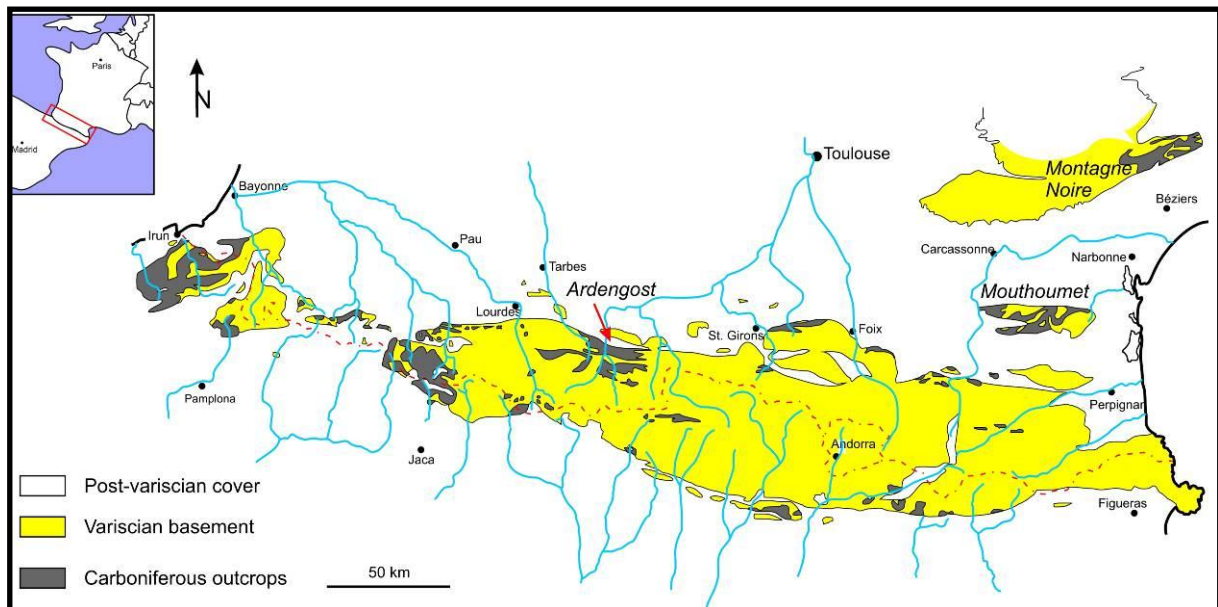 Paris
Madrid
N
Toulouse
Montagne
Noire
Bayonne
Béziers
Irun
Pau
Carcassonne
Narbonne
Tarbes
Ardengost
Mouthoumet
Lourdes
St. Girons
Foix
Pamplona
Perpignan
Jaca
Andorra
Figueras
Post-variscian cover
Variscian basement
Carboniferous outcrops
50 km